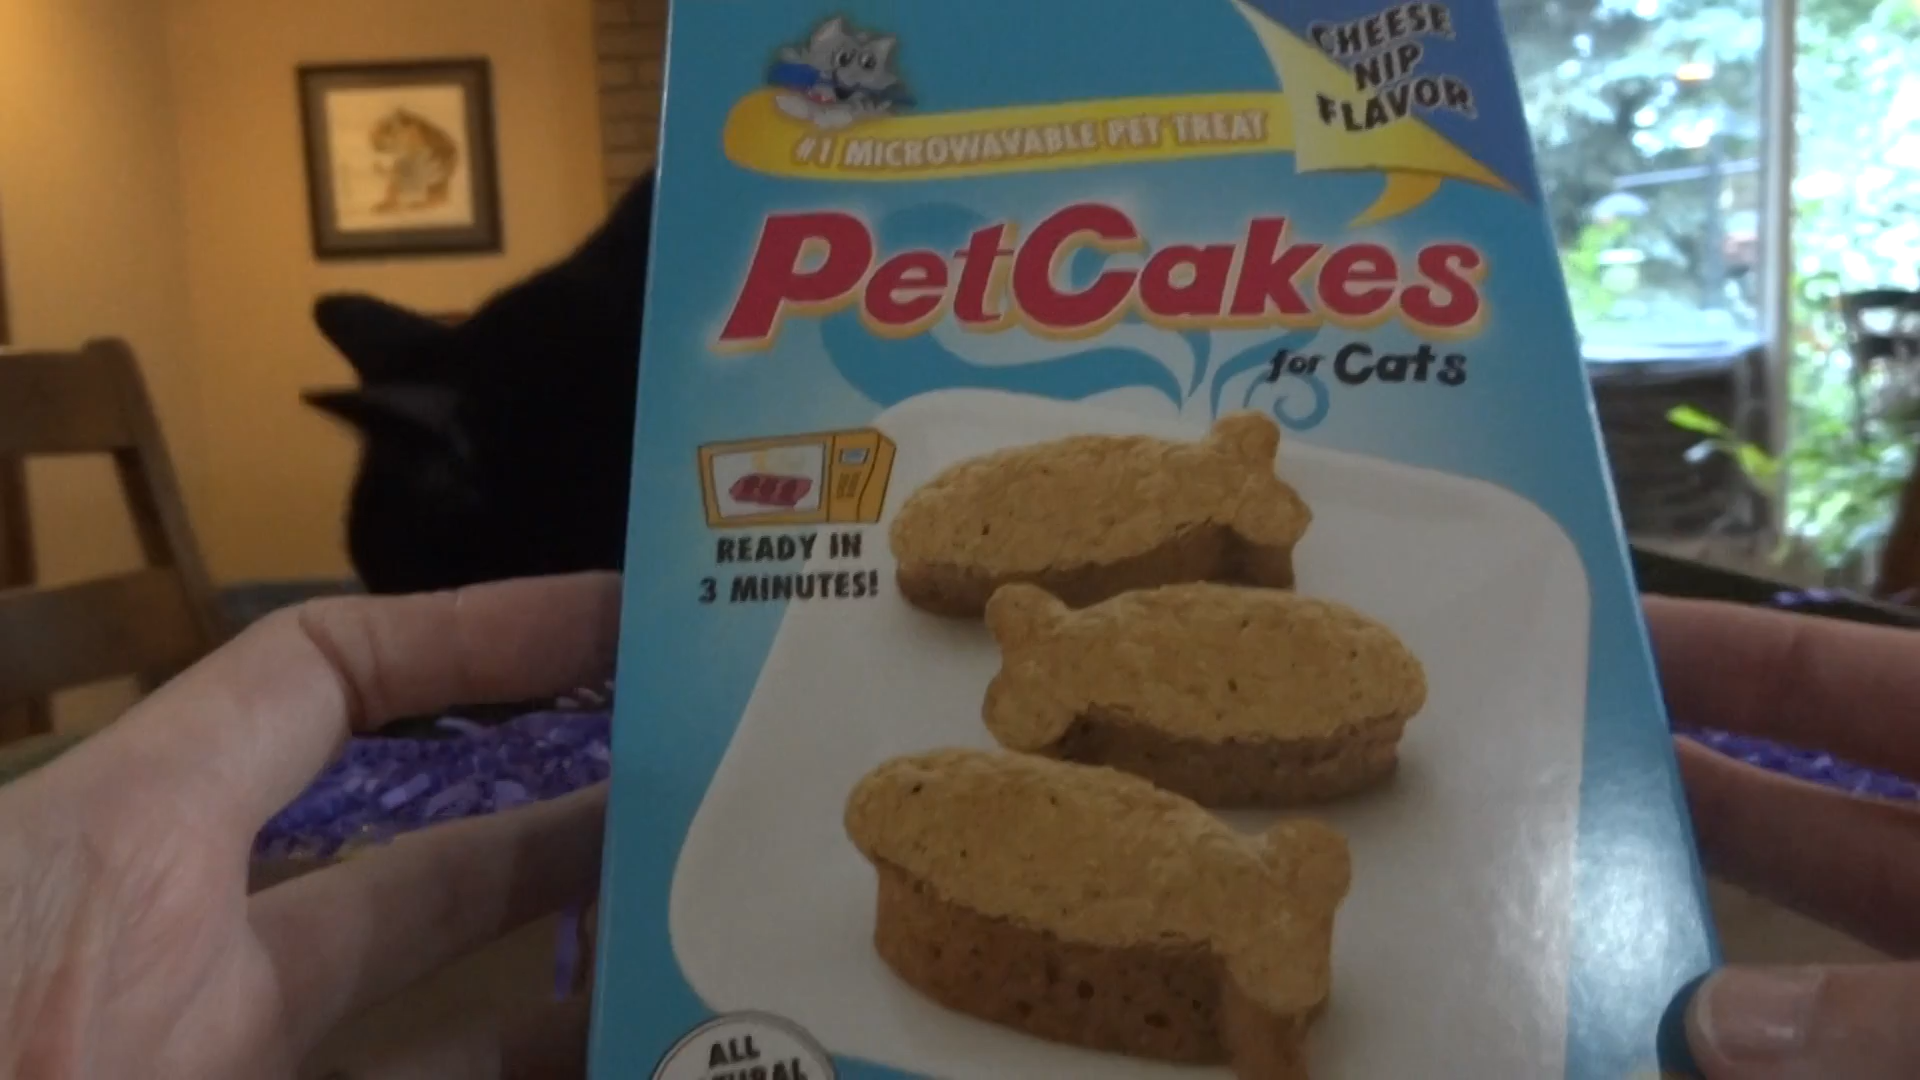 CHEESE
NIP
FLAVOR
#1 MICROWAVABLE PET TREAT
PetCakes
for Cats
READY IN
3 MINUTES!
ALL